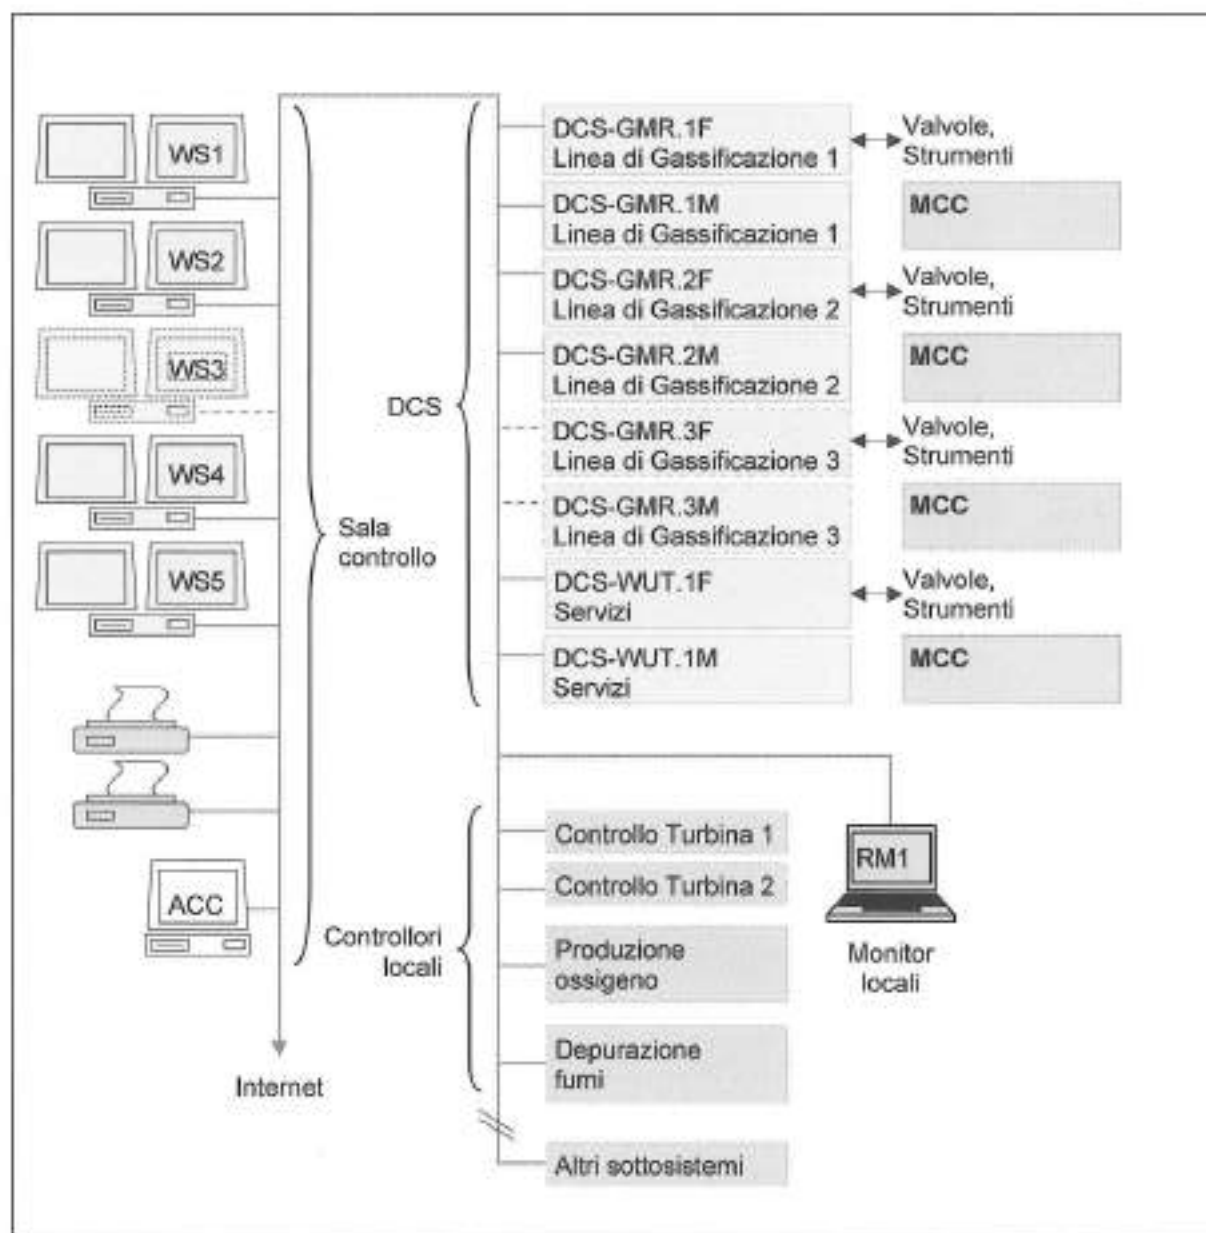 WS1
WS2
WS3
WS4
WS5
ACC
Internet
Sala
controllo
DCS
DCS-GMR.1F
Linea di Gassificazione 1
Valvole,
Strumenti
DCS-GMR.1M
Linea di Gassificazione 1
MCC
DCS-GMR.2F
Linea di Gassificazione 2
Valvole,
Strumenti
DCS-GMR.2M
Linea di Gassificazione 2
MCC
DCS-GMR.3F
Linea di Gassificazione 3
Valvole,
Strumenti
DCS-GMR.3M
Linea di Gassificazione 3
MCC
DCS-WUT.1F
Servizi
Valvole,
Strumenti
DCS-WUT.1M
Servizi
MCC
Controllori
locali
Controllo Turbina 1
Controllo Turbina 2
Produzione
ossigeno
Depurazione
fumi
Altri sottosistemi
RM1
Monitor
locali